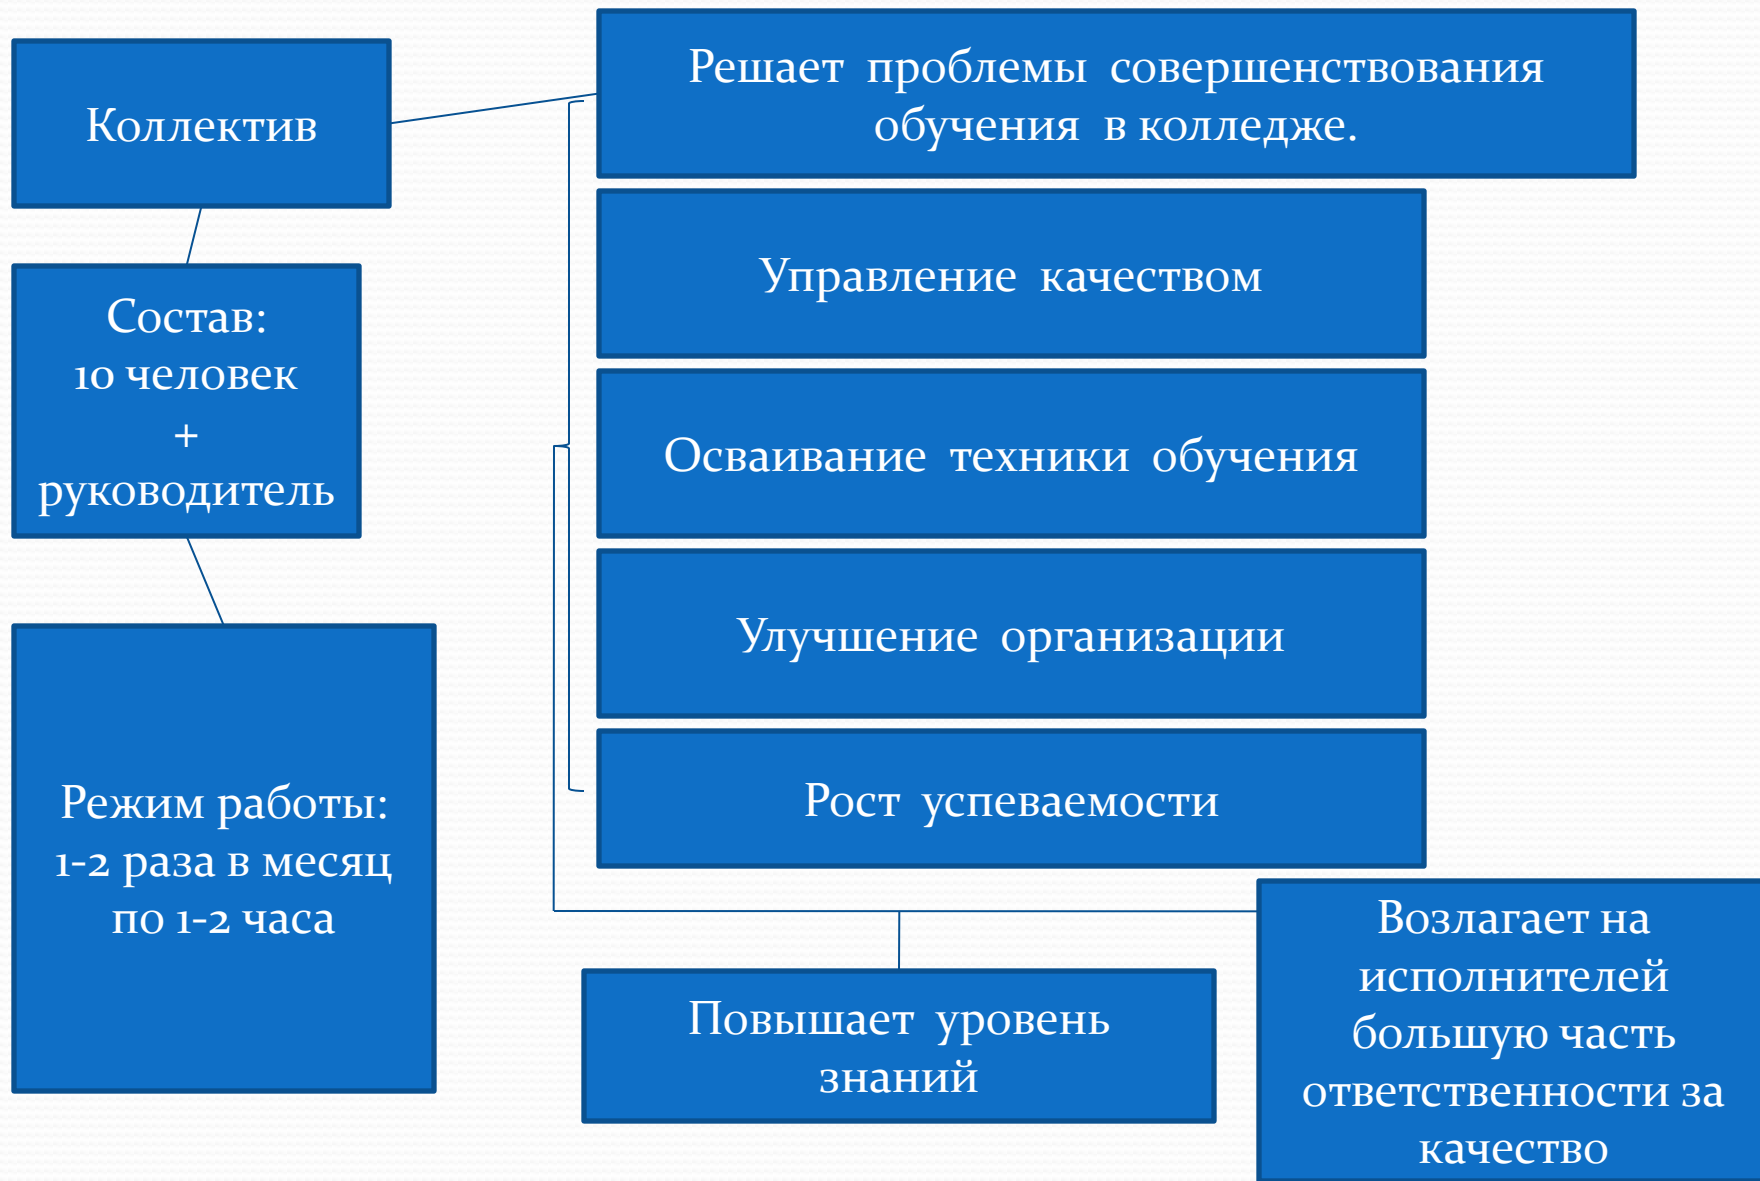 Коллектив
Состав:
10 человек
+
руководитель
Режим работы:
1-2 раза в месяц
по 1-2 часа
Решает проблемы совершенствования
обучения в колледже.
Управление качеством
Осваивание техники обучения
Улучшение организации
Рост успеваемости
Повышает уровень
знаний
Возлагает на
исполнителей
большую часть
ответственности за
качество